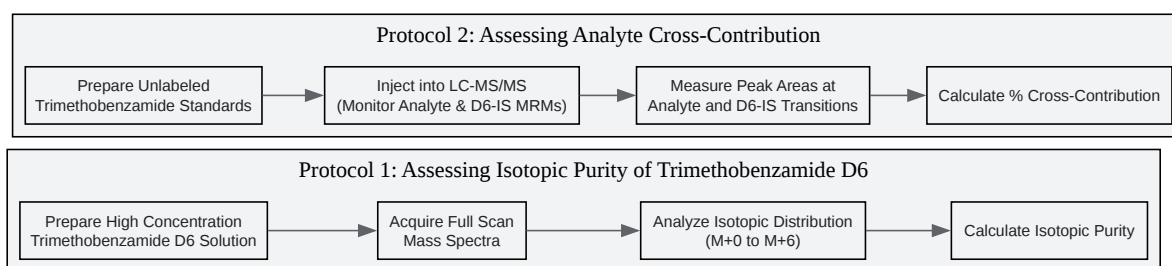 Protocol 2: Assessing Analyte Cross-Contribution
Prepare Unlabeled
Trimethobenzamide Standards
Inject into LC-MS/MS
(Monitor Analyte & D6-IS MRMs)
Measure Peak Areas at
Analyte and D6-IS Transitions
Calculate % Cross-Contribution
Protocol 1: Assessing Isotopic Purity of Trimethobenzamide D6
Prepare High Concentration
Trimethobenzamide D6 Solution
Acquire Full Scan
Mass Spectra
Analyze Isotopic Distribution
(M+0 to M+6)
Calculate Isotopic Purity